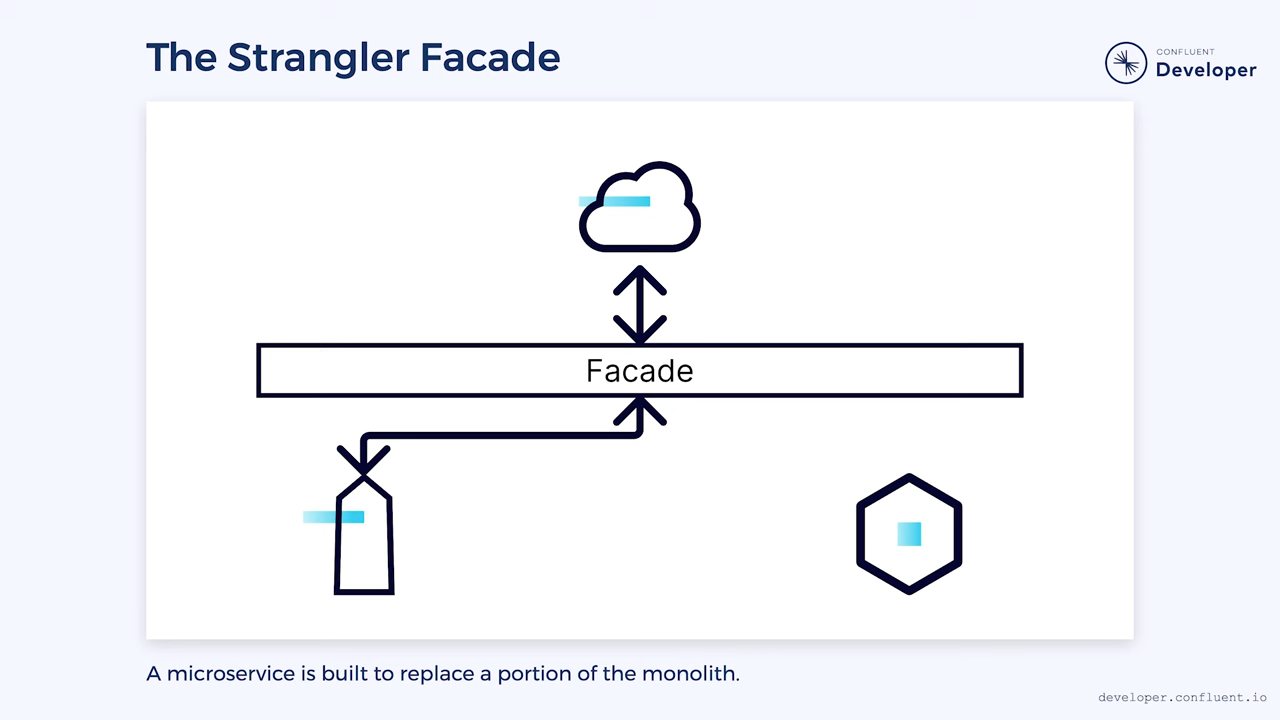 The Strangler Facade
CONFLUENT
Developer
Facade
A microservice is built to replace a portion of the monolith.
developer.confluent.io